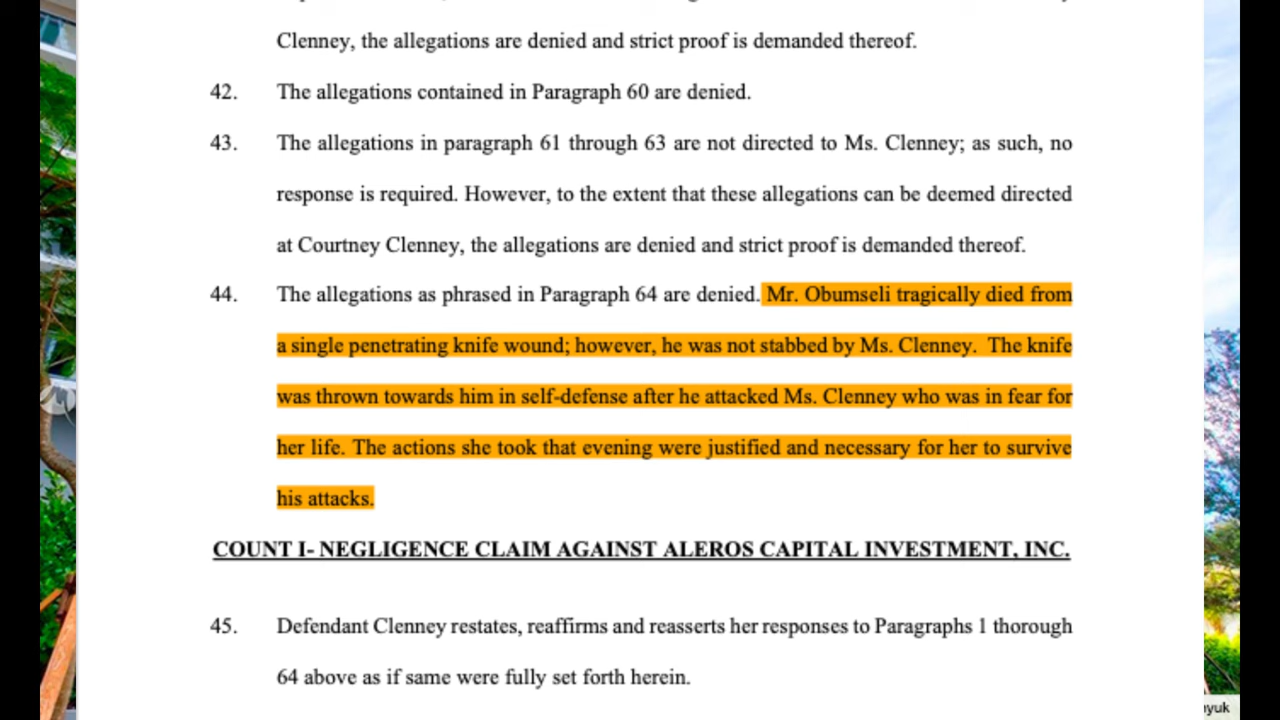 Clenney, the allegations are denied and strict proof is demanded thereof.
42. The allegations contained in Paragraph 60 are denied.
43. The allegations in paragraph 61 through 63 are not directed to Ms. Clenney; as such, no
response is required. However, to the extent that these allegations can be deemed directed
at Courtney Clenney, the allegations are denied and strict proof is demanded thereof.
44. The allegations as phrased in Paragraph 64 are denied. Mr. Obumseli tragically died from
a single penetrating knife wound; however, he was not stabbed by Ms. Clenney. The knife
was thrown towards him in self-defense after he attacked Ms. Clenney who was in fear for
her life. The actions she took that evening were justified and necessary for her to survive
his attacks.
COUNT I- NEGLIGENCE CLAIM AGAINST ALEROS CAPITAL INVESTMENT, INC.
45. Defendant Clenney restates, reaffirms and reasserts her responses to Paragraphs 1 thorough
64 above as if same were fully set forth herein.